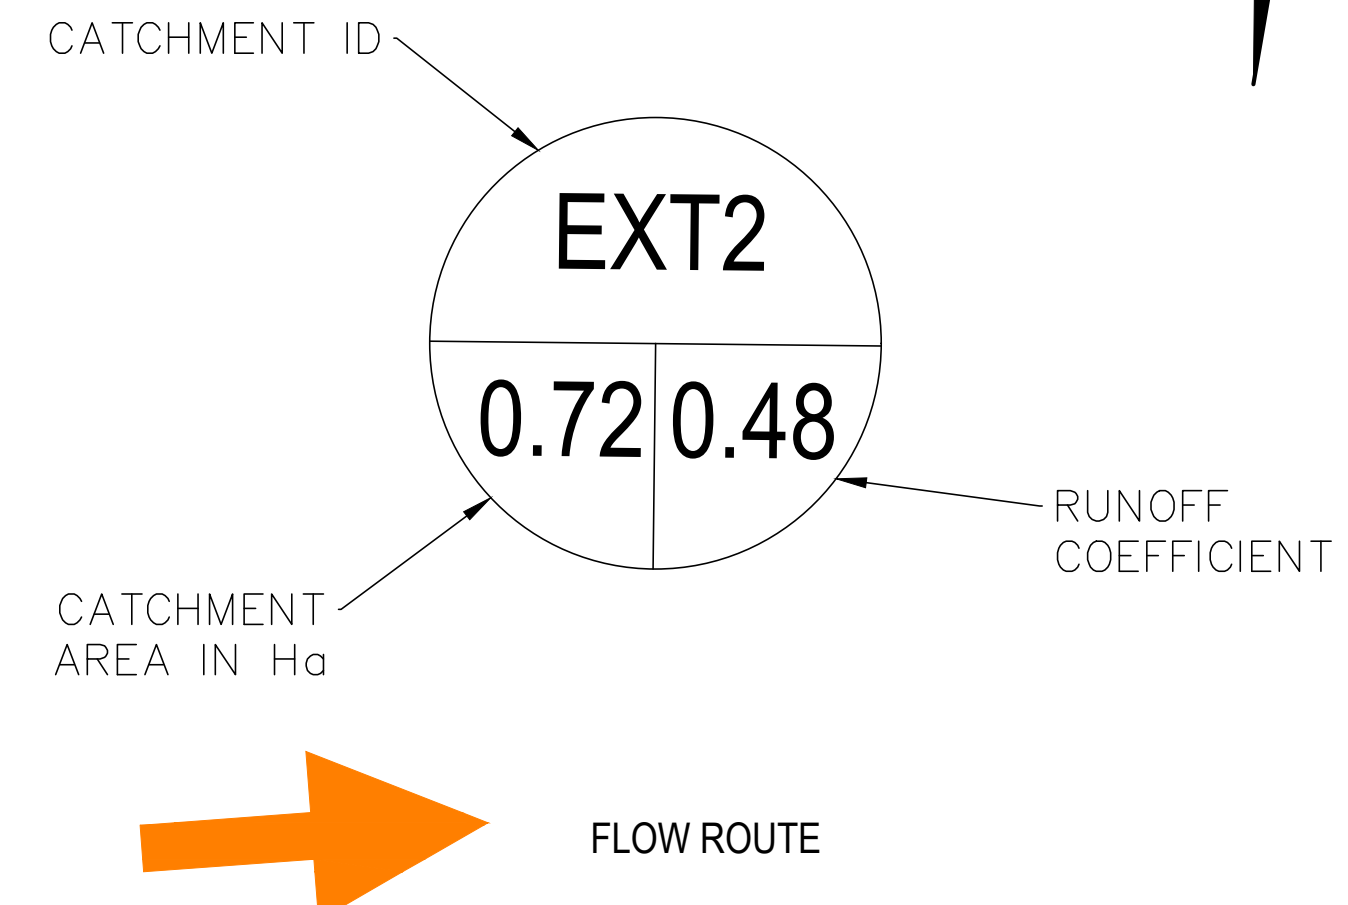 CATCHMENT ID
EXT2
0.72 0.48
RUNOFF
COEFFICIENT
CATCHMENT
AREA IN Ha
FLOW ROUTE